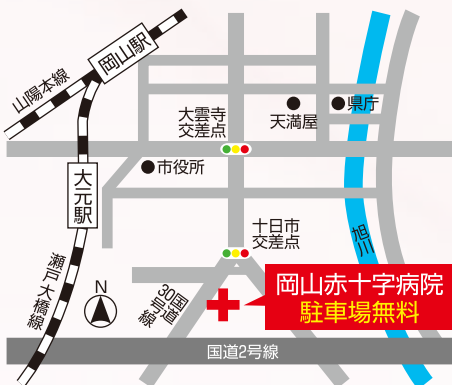 岡山駅
山陽本線
大雲寺
交差点
天満屋
県庁
市役所
大元駅
十日市
交差点
旭川
瀬戸大橋線
N
国道
30号線
岡山赤十字病院
駐車場無料
国道2号線